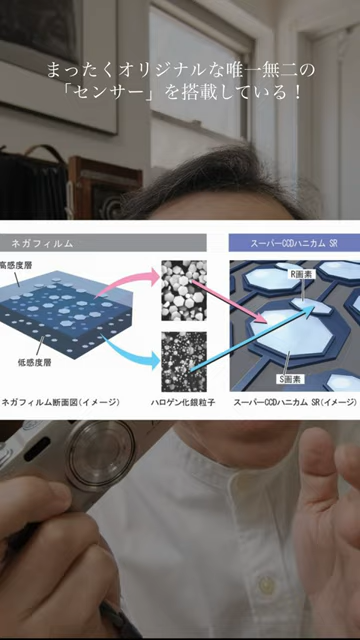 まったくオリジナルな唯一無二の
「センサー」を搭載している！
ネガフィルム
スーパーCCDハニカム SR
高感度層
R画素
低感度層
S画素
ネガフィルム断面図(イメージ)
ハロゲン化銀粒子
スーパーCCDハニカム SR(イメージ)